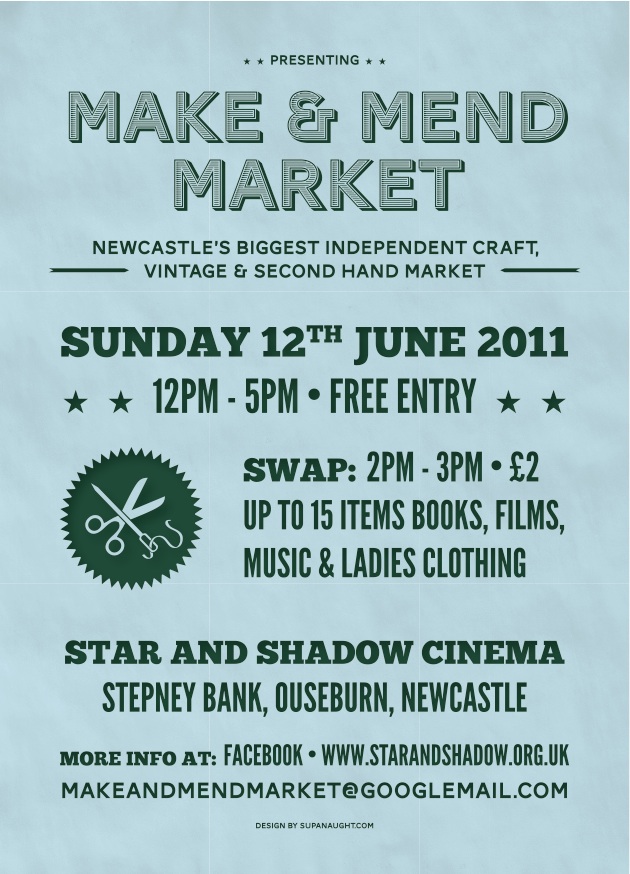 ★ ★ PRESENTING ★ ★
MAKE & MEND
MARKET
NEWCASTLE'S BIGGEST INDEPENDENT CRAFT,
VINTAGE & SECOND HAND MARKET
SUNDAY 12TH JUNE 2011
★ ★ 12PM - 5PM • FREE ENTRY ★ ★
SWAP: 2PM - 3PM • £2
UP TO 15 ITEMS BOOKS, FILMS,
MUSIC & LADIES CLOTHING
STAR AND SHADOW CINEMA
STEPNEY BANK, OUSEBURN, NEWCASTLE
MORE INFO AT: FACEBOOK • WWW.STARANDSHADOW.ORG.UK
MAKEANDMENDMARKET@GOOGLEMAIL.COM
DESIGN BY SUPANAUGHT.COM